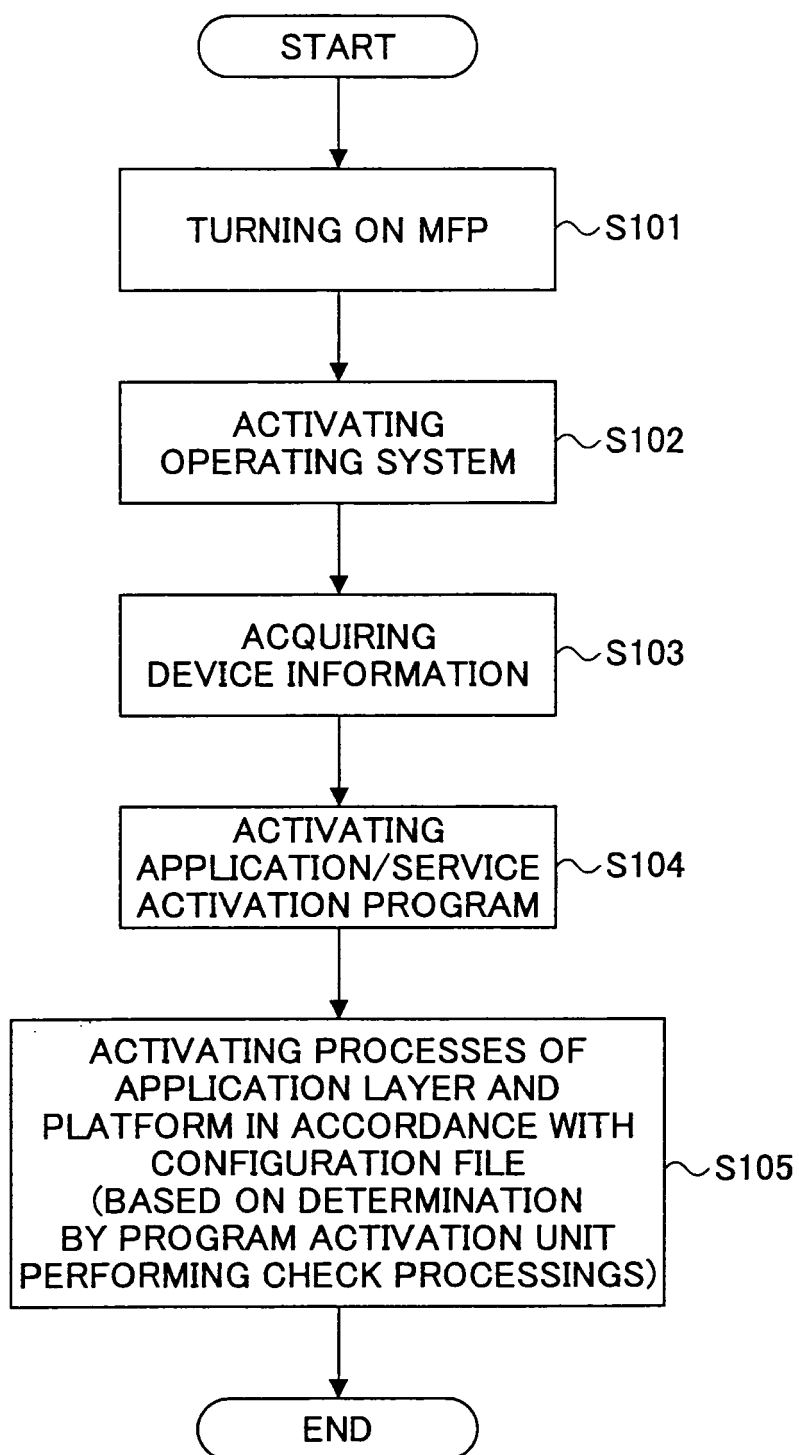 START
TURNING ON MFP
S101
ACTIVATING
OPERATING SYSTEM
S102
ACQUIRING
DEVICE INFORMATION
S103
ACTIVATING
APPLICATION/SERVICE
ACTIVATION PROGRAM
S104
ACTIVATING PROCESSES OF
APPLICATION LAYER AND
PLATFORM IN ACCORDANCE WITH
CONFIGURATION FILE
(BASED ON DETERMINATION
BY PROGRAM ACTIVATION UNIT
PERFORMING CHECK PROCESSINGS)
S105
END